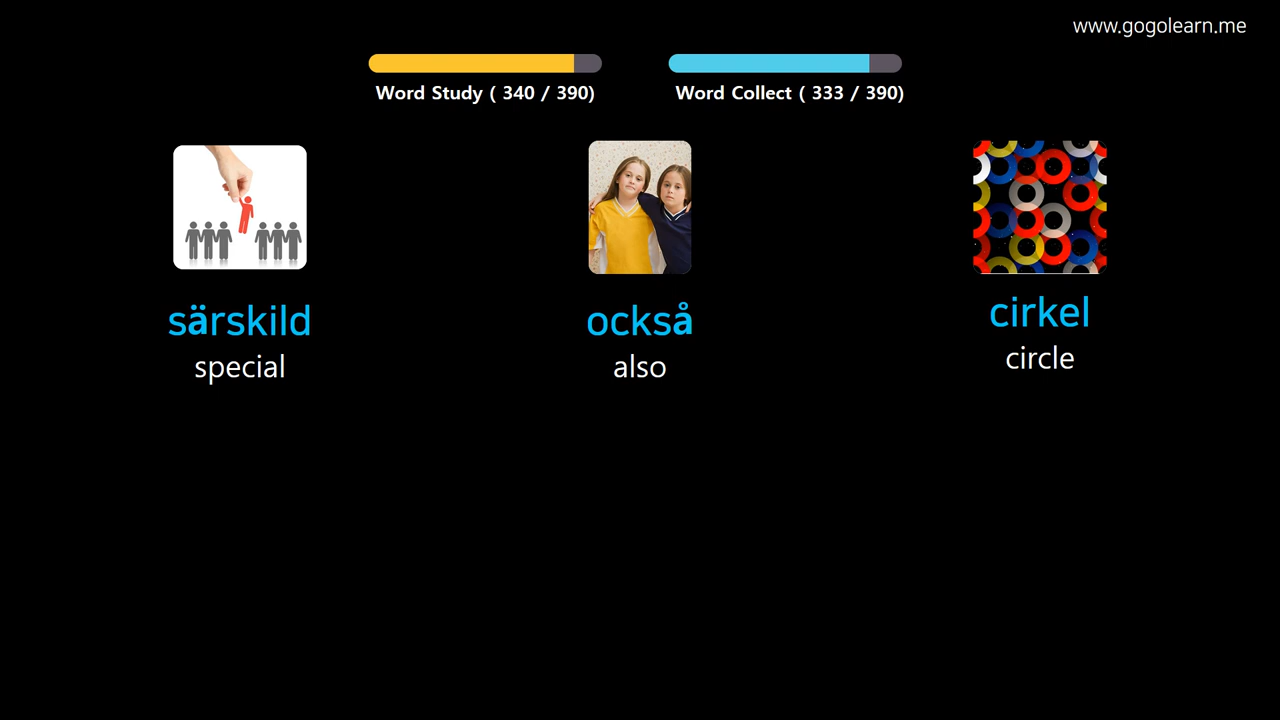 www.gogolearn.me
Word Study ( 340 / 390)
Word Collect ( 333 / 390)
särskild
special
också
also
cirkel
circle